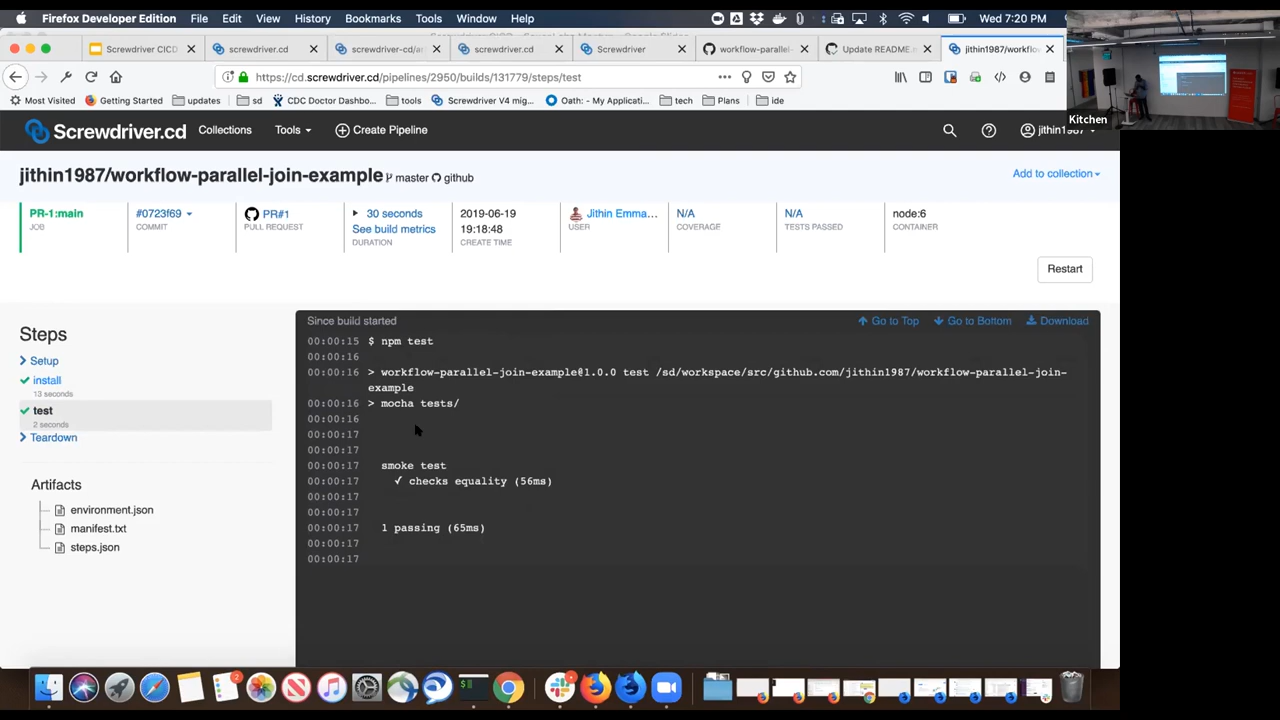 Firefox Developer Edition File Edit View History Bookmarks Tools Window Help Wed 7:20 PM
Screwdriver CICD screwdriver.cd screwdriver-cd/ar screwdriver.cd Screwdriver workflow-parallel- Update README.m jithin1987/workflo
https://cd.screwdriver.cd/pipelines/2950/builds/131779/steps/test
Most Visited Getting Started updates sd CDC Doctor Dashbo... tools Screwdriver V4 mig... Oath: - My Applicati... tech Plans ide
Kitchen
Screwdriver.cd Collections Tools Create Pipeline jithin1987
jithin1987/workflow-parallel-join-example master github
Add to collection
PR-1:main #0723f69 PR#1 30 seconds 2019-06-19 Jithin Emma... N/A N/A node:6
JOB COMMIT PULL REQUEST See build metrics 19:18:48 USER COVERAGE TESTS PASSED CONTAINER
DURATION CREATE TIME
Restart
Steps
Setup
install
13 seconds
test
2 seconds
Teardown
Artifacts
environment.jpg
manifest.txt
steps.json
Since build started Go to Top Go to Bottom Download
00:00:15 $ npm test
00:00:16
00:00:16 > workflow-parallel-join-example@1.0.0 test /sd/workspace/src/github.com/jithin1987/workflow-parallel-join-
example
00:00:16 > mocha tests/
00:00:16
00:00:17
00:00:17
00:00:17 smoke test
00:00:17 ✓ checks equality (56ms)
00:00:17
00:00:17
00:00:17 1 passing (65ms)
00:00:17
00:00:17